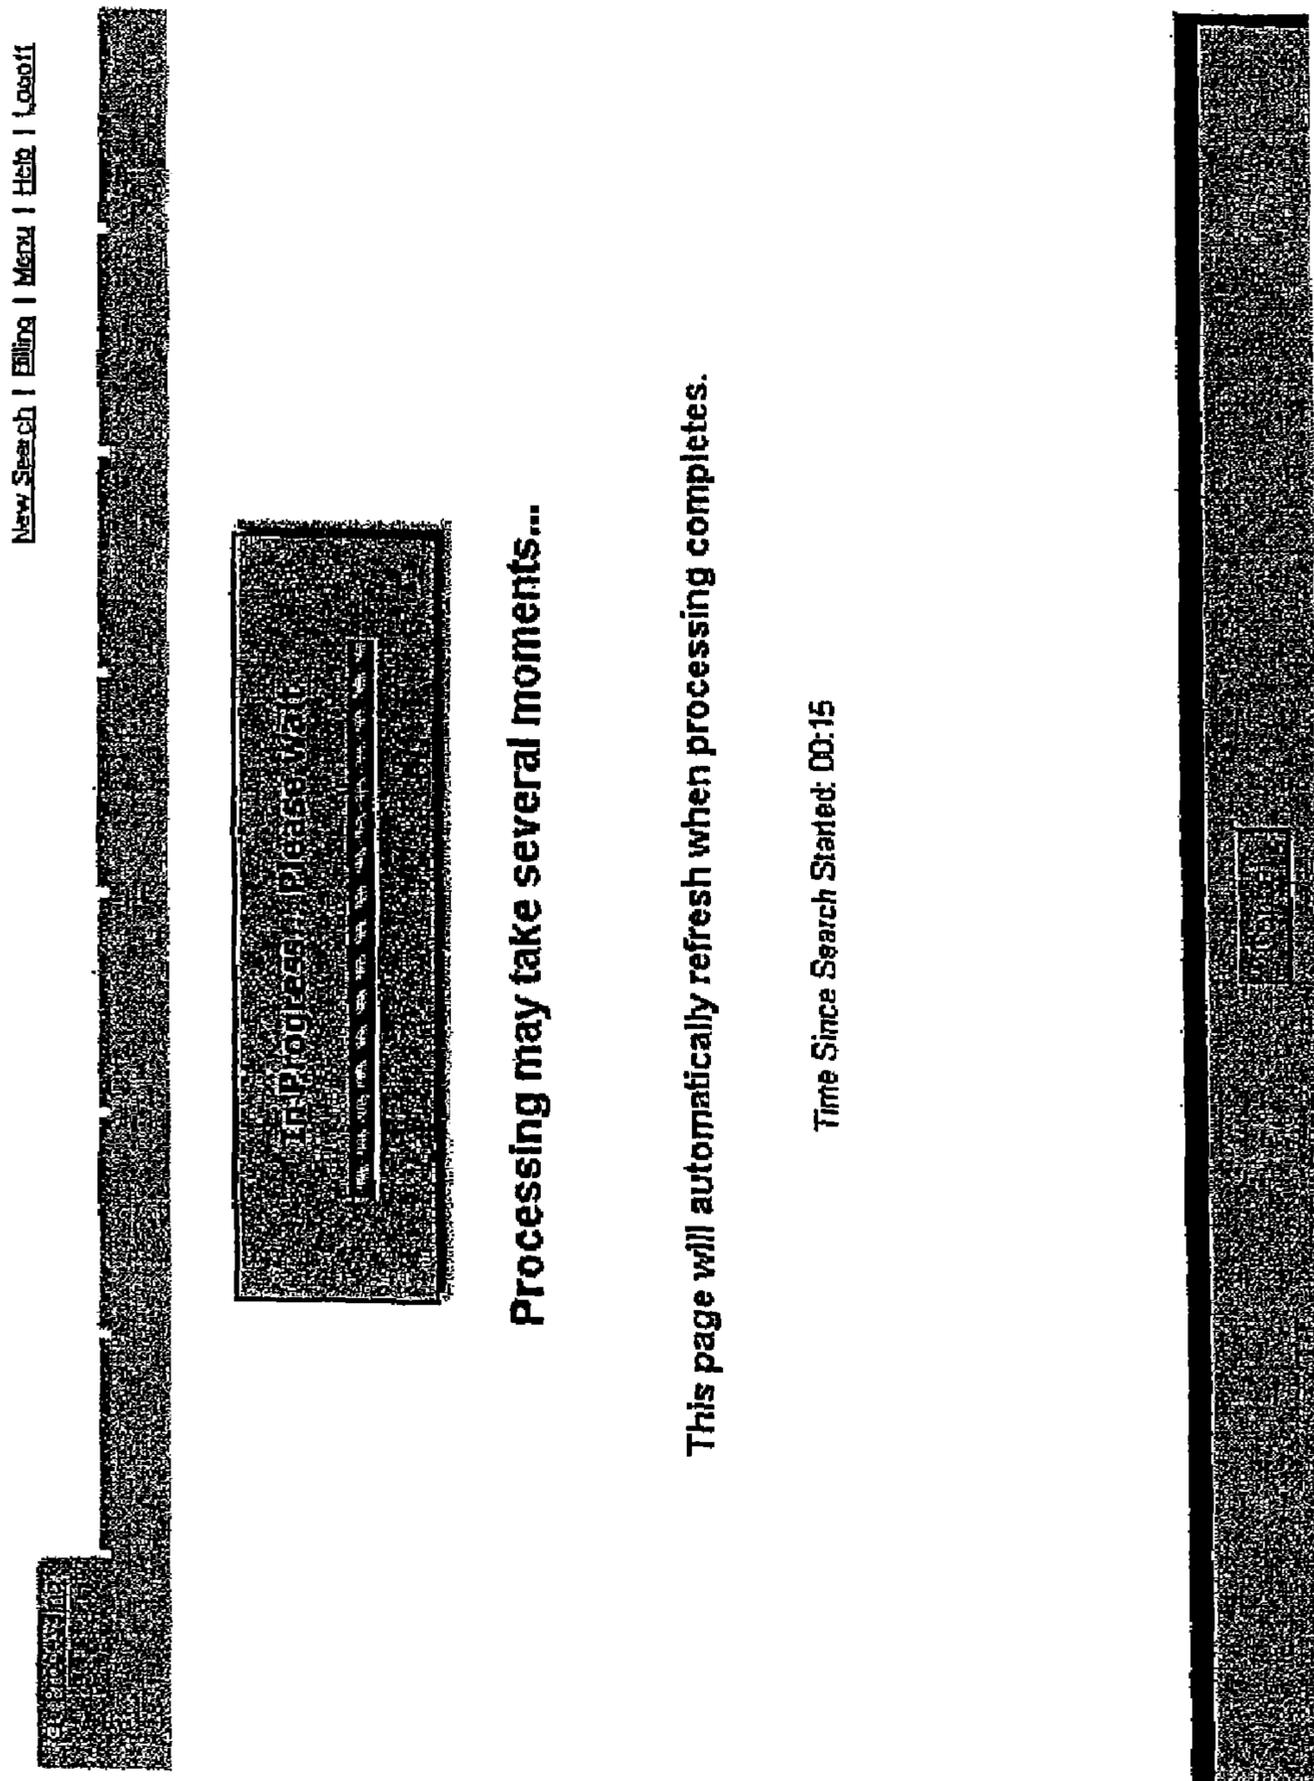 New Search | Billing | Menu | Help | Logoff
In Progress. Please Wait
Processing may take several moments...
This page will automatically refresh when processing completes.
Time Since Search Started: 00:15